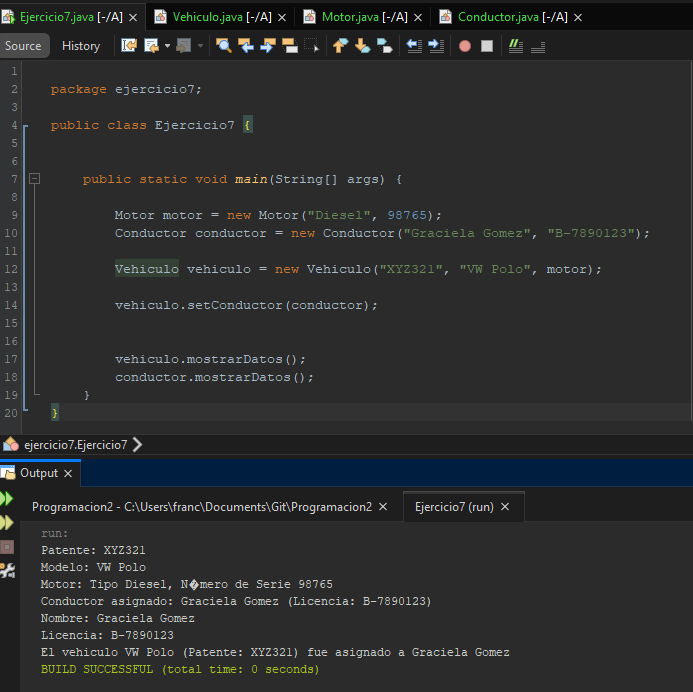 Ejercicio7.java [-/A] Vehiculo.java [-/A] Motor.java [-/A] Conductor.java [-/A]
Source History
1
2 package ejercicio7;
3
4 public class Ejercicio7 {
5
6
7 public static void main(String[] args) {
8
9 Motor motor = new Motor("Diesel", 98765);
10 Conductor conductor = new Conductor("Graciela Gomez", "B-7890123");
11
12 Vehiculo vehiculo = new Vehiculo("XYZ321", "VW Polo", motor);
13
14 vehiculo.setConductor(conductor);
15
16
17 vehiculo.mostrarDatos();
18 conductor.mostrarDatos();
19 }
20 }
ejercicio7.Ejercicio7
Output
Programacion2 - C:\Users\franc\Documents\Git\Programacion2 Ejercicio7 (run)
run:
Patente: XYZ321
Modelo: VW Polo
Motor: Tipo Diesel, N�mero de Serie 98765
Conductor asignado: Graciela Gomez (Licencia: B-7890123)
Nombre: Graciela Gomez
Licencia: B-7890123
El vehiculo VW Polo (Patente: XYZ321) fue asignado a Graciela Gomez
BUILD SUCCESSFUL (total time: 0 seconds)